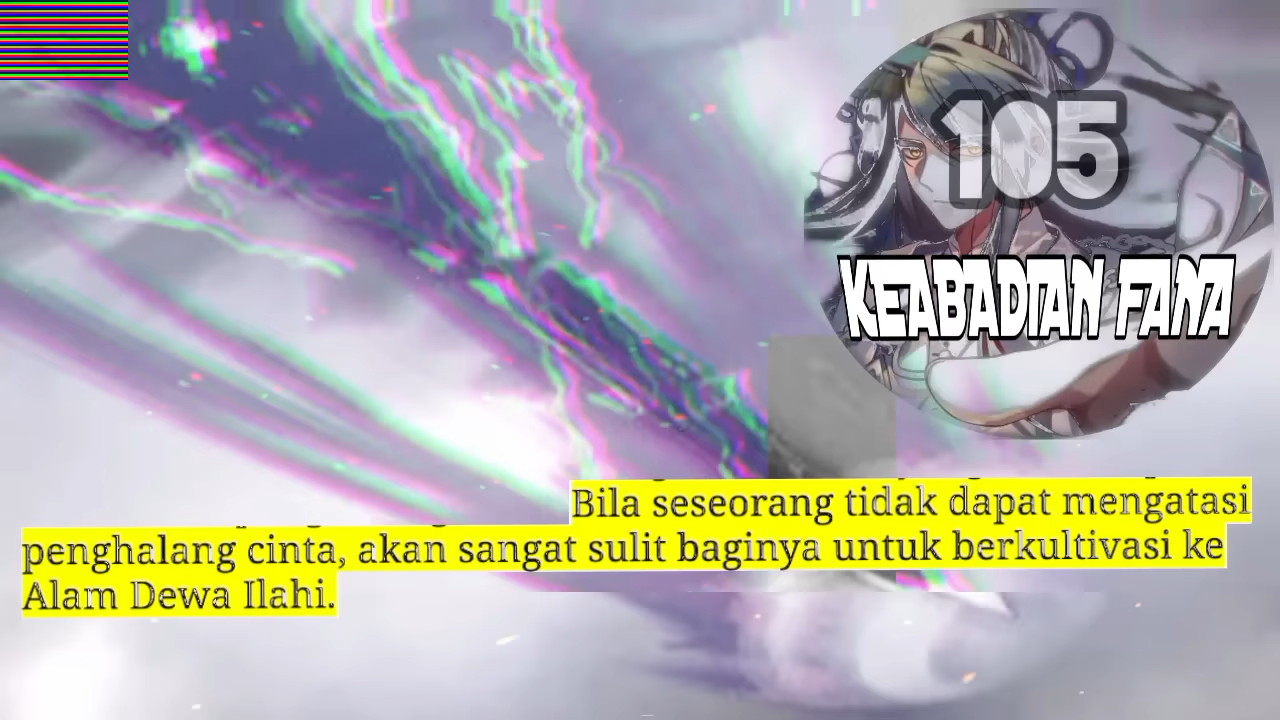 105
KEABADIAN FANA
Bila seseorang tidak dapat mengatasi
penghalang cinta, akan sangat sulit baginya untuk berkultivasi ke
Alam Dewa Ilahi.